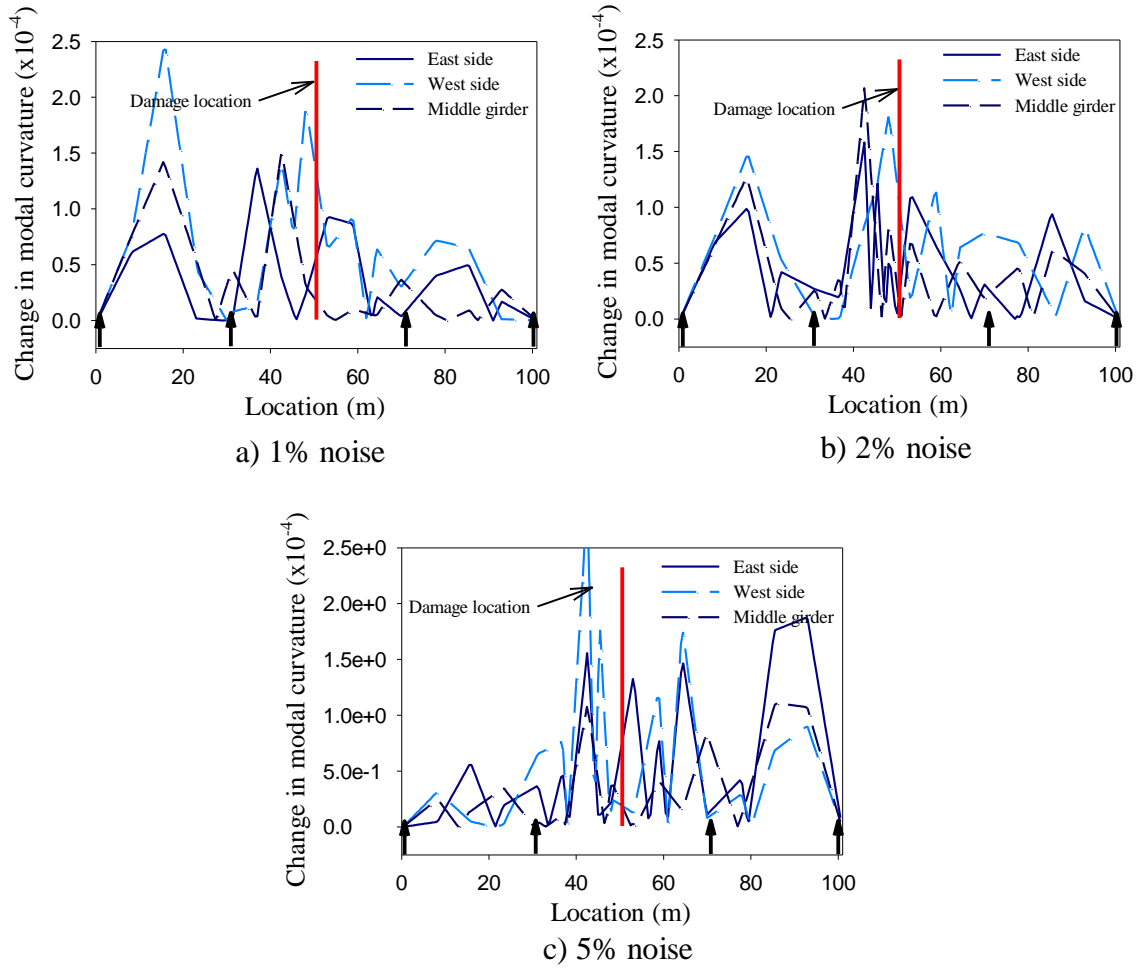 Change in modal curvature (x10-4)
2.5
2.0
1.5
1.0
0.5
0.0
East side
West side
Middle girder
Damage location
0 20 40 60 80 100
Location (m)
a) 1% noise
Change in modal curvature (x10-4)
2.5
2.0
1.5
1.0
0.5
0.0
East side
West side
Middle girder
Damage location
0 20 40 60 80 100
Location (m)
b) 2% noise
Change in modal curvature (x10-4)
2.5e+0
2.0e+0
1.5e+0
1.0e+0
5.0e-1
0.0
East side
West side
Middle girder
Damage location
0 20 40 60 80 100
Location (m)
c) 5% noise